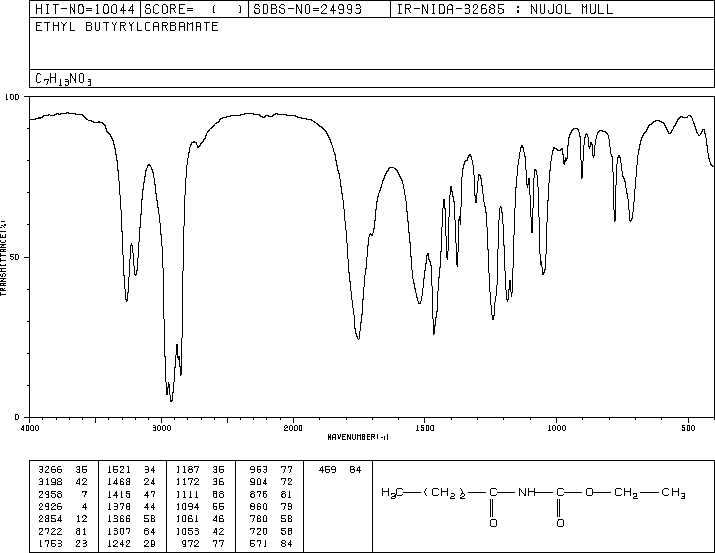 HIT-NO=10044 SCORE= ( ) SDBS-NO=24993 IR-NIDA-32685 : NUJOL MULL
ETHYL BUTYRYLCARBAMATE
C7H13NO3
100
50
0
TRANSMITTANCE(%)
4000 3000 2000 1500 1000 500
WAVENUMBER(-1)
3266 35 1521 34 1187 35 963 77 459 84
3198 42 1468 24 1172 36 904 72
2958 7 1415 47 1111 68 876 81
2926 4 1378 44 1094 55 860 79
2854 12 1366 58 1061 46 780 58
2722 81 1307 64 1053 42 720 58
1753 23 1242 29 972 77 571 84
H3C—(CH2)2—C—NH—C—O—CH2—CH3
O O